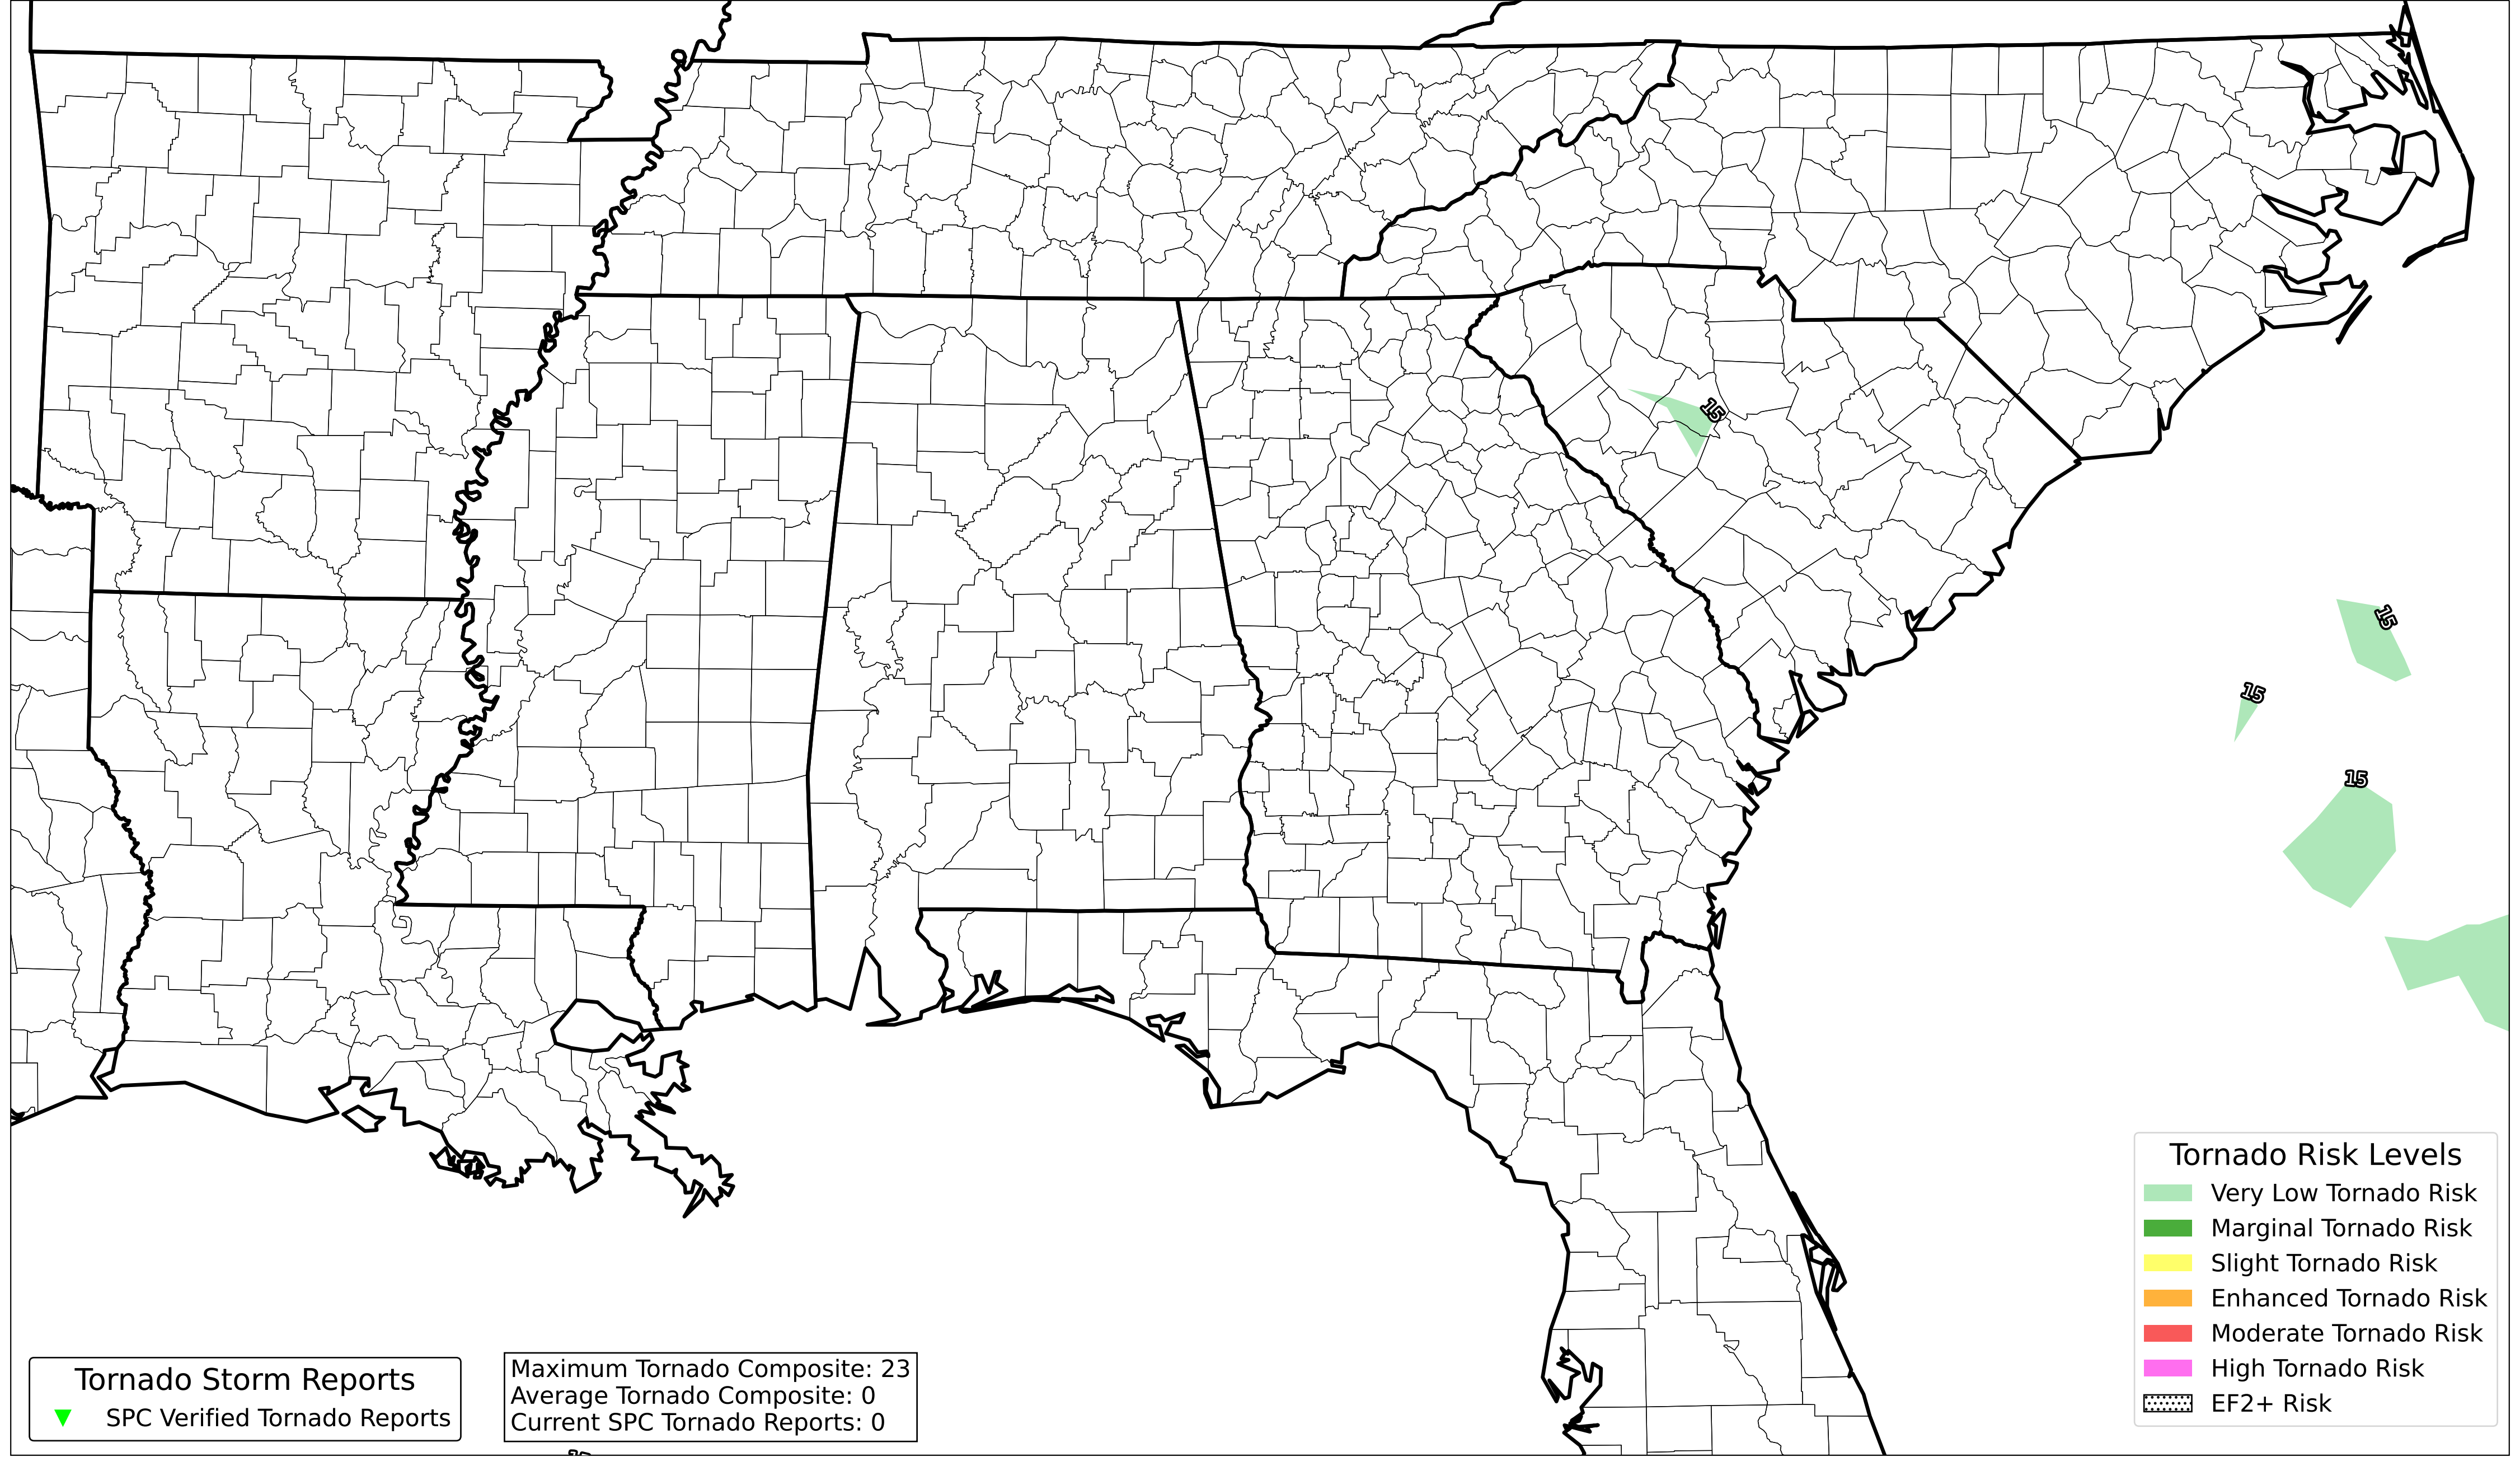 15
15
15
15
Tornado Risk Levels
Very Low Tornado Risk
Marginal Tornado Risk
Slight Tornado Risk
Enhanced Tornado Risk
Moderate Tornado Risk
High Tornado Risk
EF2+ Risk
Tornado Storm Reports
SPC Verified Tornado Reports
Maximum Tornado Composite: 23
Average Tornado Composite: 0
Current SPC Tornado Reports: 0